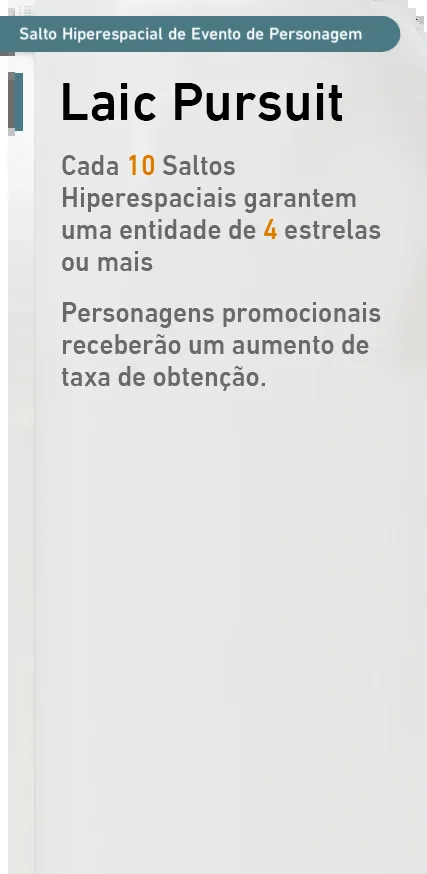 Salto Hiperespacial de Evento de Personagem
Laic Pursuit
Cada 10 Saltos
Hiperespaciais garantem
uma entidade de 4 estrelas
ou mais
Personagens promocionais
receberão um aumento de
taxa de obtenção.